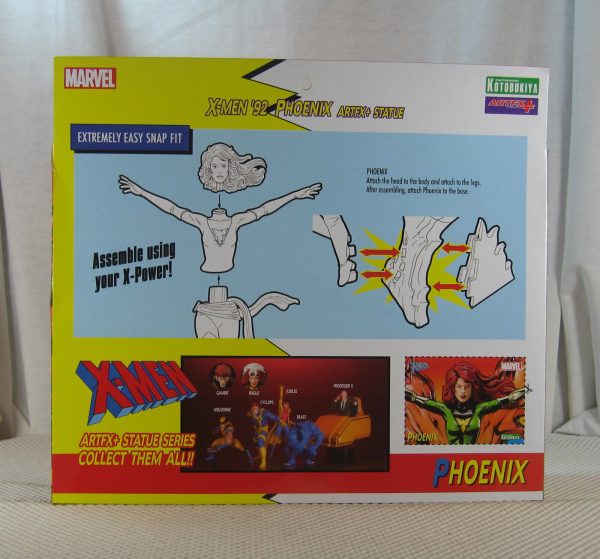 MARVEL
KOTOBUKIYA
ARTFX+
X-MEN '92 PHOENIX ARTFX+ STATUE
EXTREMELY EASY SNAP FIT
PHOENIX
Attach the head to the body and attach to the legs.
After assembling, attach Phoenix to the base.
Assemble using
your X-Power!
X-MEN
ARTFX+ STATUE SERIES
COLLECT THEM ALL!!
GAMBIT
ROGUE
JUBILEE
PROFESSOR X
WOLVERINE
CYCLOPS
BEAST
X-MEN
MARVEL
PHOENIX
KOTOBUKIYA
PHOENIX